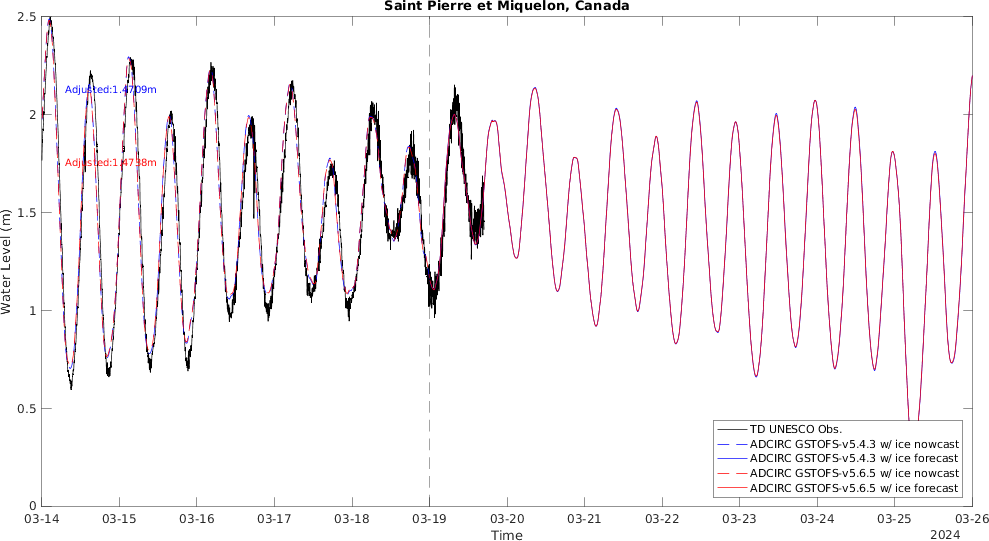 Saint Pierre et Miquelon, Canada
2.5
Adjusted:1.4709m
2
Adjusted:1.4738m
1.5
Water Level (m)
1
0.5
0
TD UNESCO Obs.
ADCIRC GSTOFS-v5.4.3 w/ ice nowcast
ADCIRC GSTOFS-v5.4.3 w/ ice forecast
ADCIRC GSTOFS-v5.6.5 w/ ice nowcast
ADCIRC GSTOFS-v5.6.5 w/ ice forecast
03-14 03-15 03-16 03-17 03-18 03-19 03-20 03-21 03-22 03-23 03-24 03-25 03-26
Time
2024